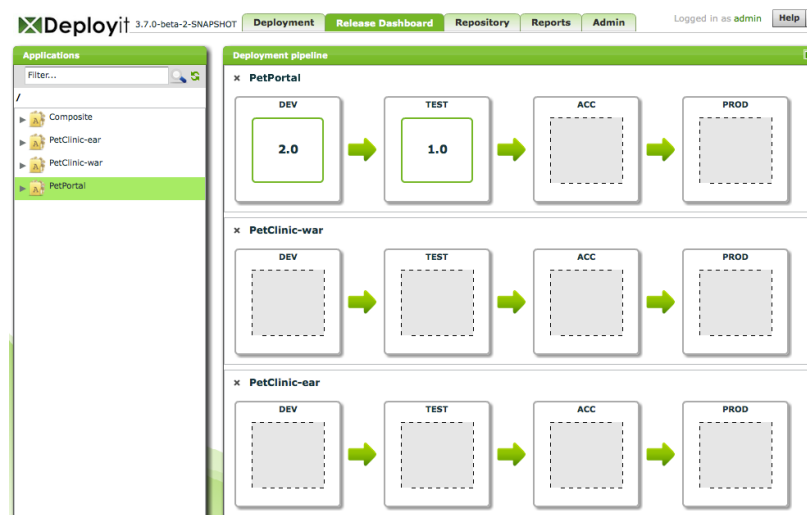 Deployit 3.7.0-beta-2-SNAPSHOT Deployment Release Dashboard Repository Reports Admin Logged in as admin Help
Applications
Filter...
/
Composite
PetClinic-ear
PetClinic-war
PetPortal
Deployment pipeline
× PetPortal
DEV TEST ACC PROD
2.0 1.0
× PetClinic-war
DEV TEST ACC PROD
× PetClinic-ear
DEV TEST ACC PROD